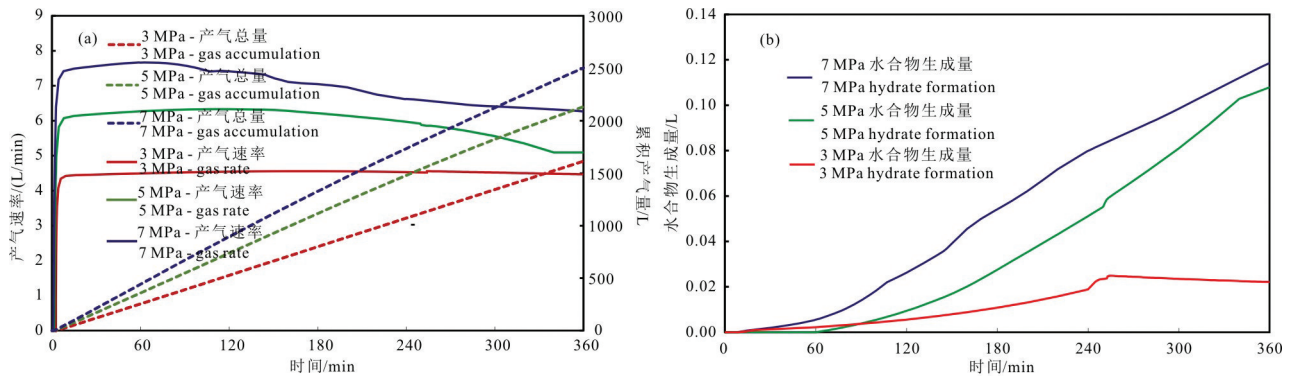 (a)
3 MPa - 产气总量
3 MPa - gas accumulation
5 MPa - 产气总量
5 MPa - gas accumulation
7 MPa - 产气总量
7 MPa - gas accumulation
3 MPa - 产气速率
3 MPa - gas rate
5 MPa - 产气速率
5 MPa - gas rate
7 MPa - 产气速率
7 MPa - gas rate
产气速率/(L/min)
9
8
7
6
5
4
3
2
1
0
0
60
120
180
240
300
360
时间/min
3000
2500
2000
1500
1000
500
0
累积产气量/L
(b)
7 MPa 水合物生成量
7 MPa hydrate formation
5 MPa 水合物生成量
5 MPa hydrate formation
3 MPa 水合物生成量
3 MPa hydrate formation
水合物生成量/L
0.14
0.12
0.10
0.08
0.06
0.04
0.02
0.00
0
60
120
180
240
300
360
时间/min